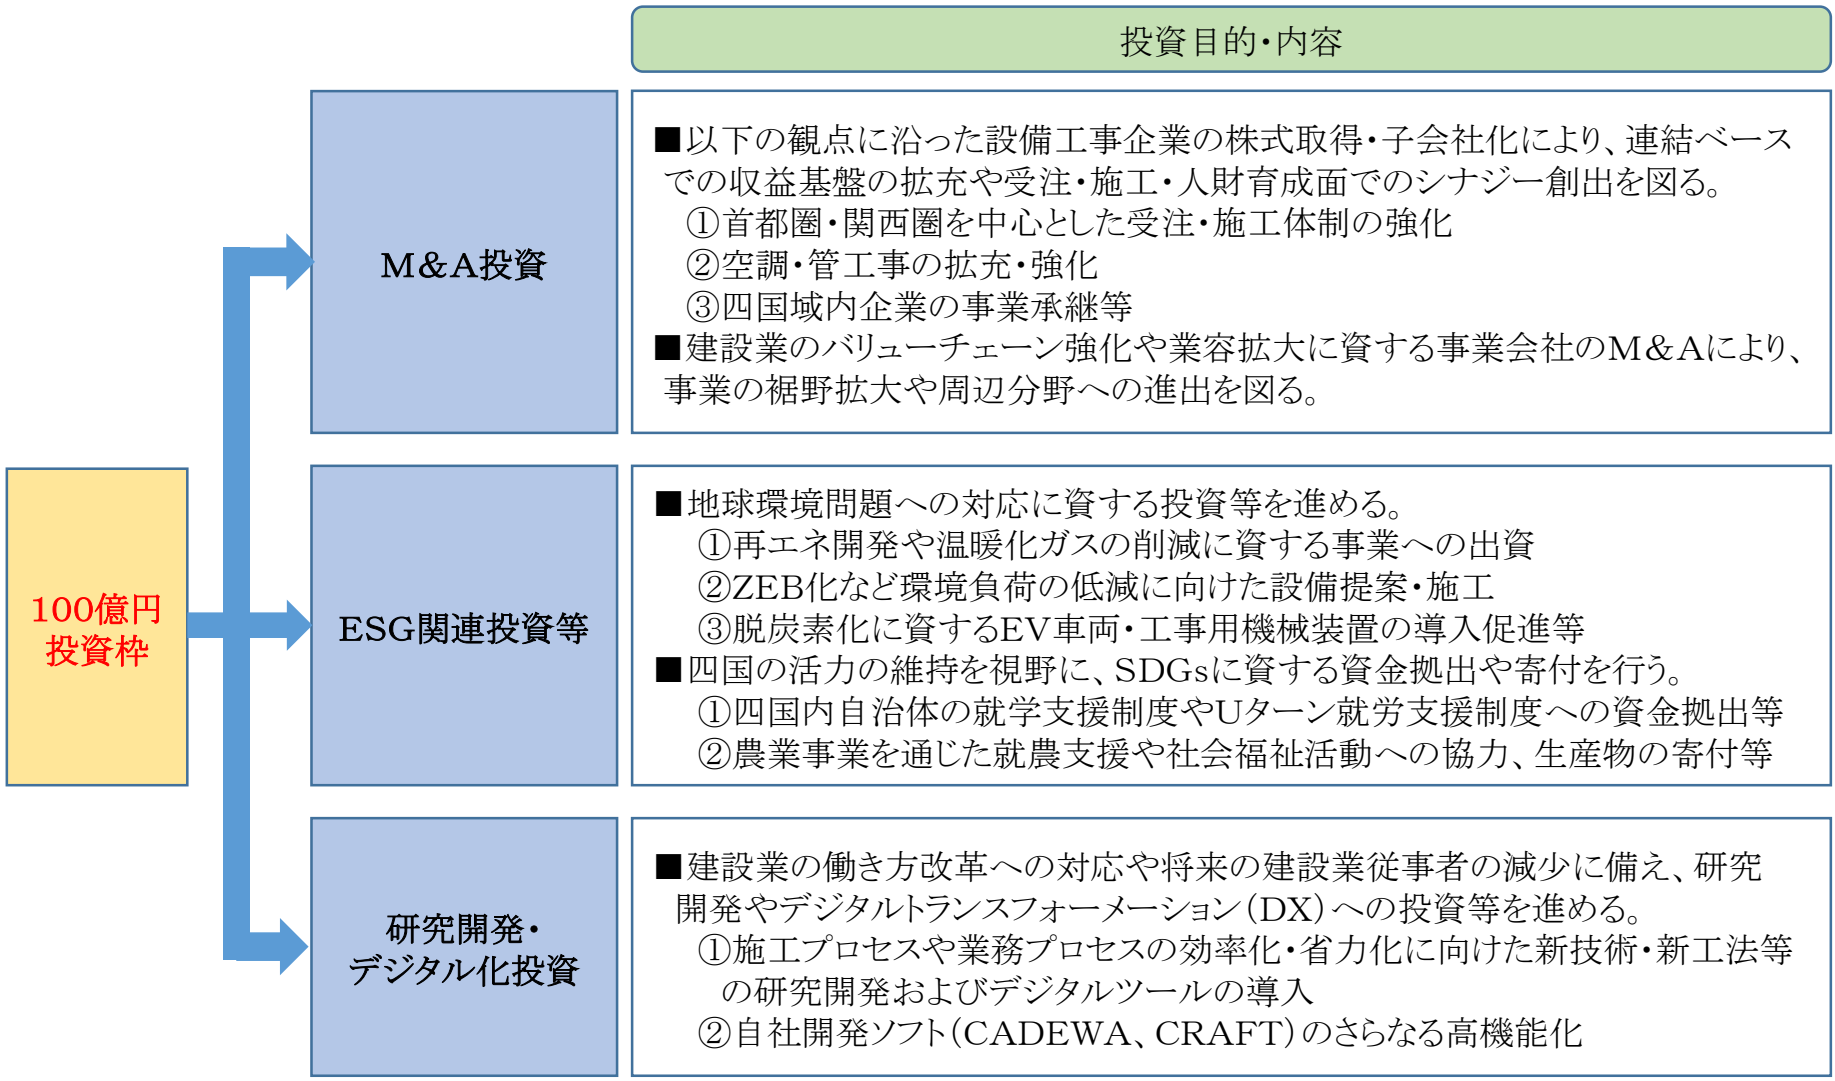 投資目的・内容
M&A投資
■以下の観点に沿った設備工事企業の株式取得・子会社化により、連結ベース
での収益基盤の拡充や受注・施工・人財育成面でのシナジー創出を図る。
①首都圏・関西圏を中心とした受注・施工体制の強化
②空調・管工事の拡充・強化
③四国域内企業の事業承継等
■建設業のバリューチェーン強化や業容拡大に資する事業会社のM&Aにより、
事業の裾野拡大や周辺分野への進出を図る。
100億円
投資枠
ESG関連投資等
■地球環境問題への対応に資する投資等を進める。
①再エネ開発や温暖化ガスの削減に資する事業への出資
②ZEB化など環境負荷の低減に向けた設備提案・施工
③脱炭素化に資するEV車両・工事用機械装置の導入促進等
■四国の活力の維持を視野に、SDGsに資する資金拠出や寄付を行う。
①四国内自治体の就学支援制度やUターン就労支援制度への資金拠出等
②農業事業を通じた就農支援や社会福祉活動への協力、生産物の寄付等
研究開発・
デジタル化投資
■建設業の働き方改革への対応や将来の建設業従事者の減少に備え、研究
開発やデジタルトランスフォーメーション(DX)への投資等を進める。
①施工プロセスや業務プロセスの効率化・省力化に向けた新技術・新工法等
の研究開発およびデジタルツールの導入
②自社開発ソフト(CADEWA、CRAFT)のさらなる高機能化